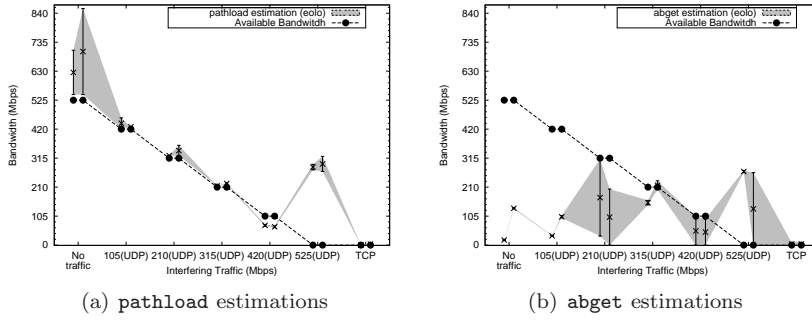 840
735
630
525
420
315
210
105
0
Bandwidth (Mbps)
pathload estimation (eolo)
Available Bandwitdh
No traffic
105(UDP)
210(UDP)
315(UDP)
420(UDP)
525(UDP)
TCP
Interfering Traffic (Mbps)
(a) pathload estimations
840
735
630
525
420
315
210
105
0
Bandwidth (Mbps)
abget estimation (eolo)
Available Bandwitdh
No traffic
105(UDP)
210(UDP)
315(UDP)
420(UDP)
525(UDP)
TCP
Interfering Traffic (Mbps)
(b) abget estimations